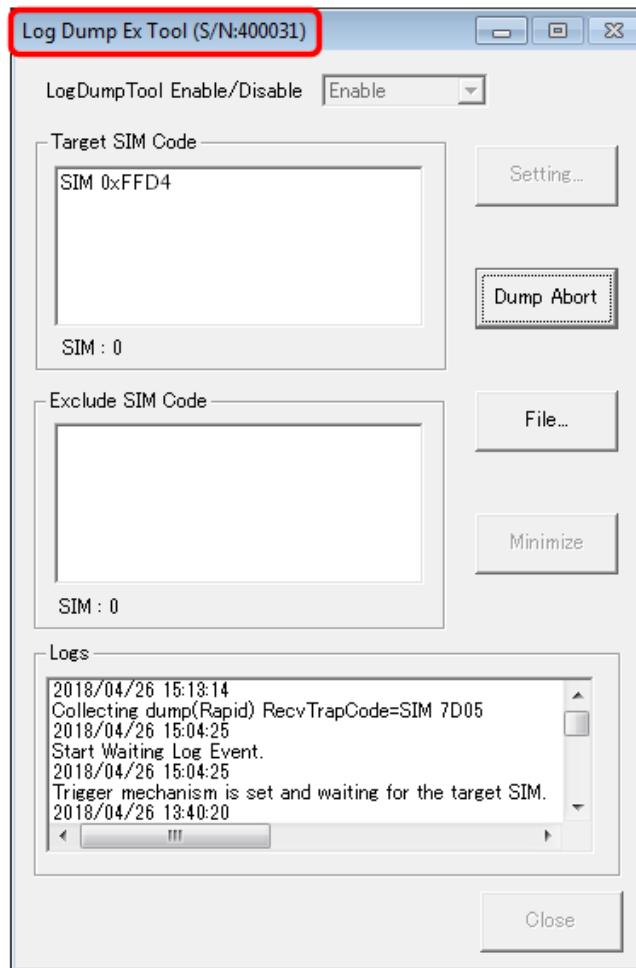 Log Dump Ex Tool (S/N:400031)
LogDumpTool Enable/Disable Enable
Target SIM Code
SIM 0xFFD4
Setting...
Dump Abort
SIM : 0
Exclude SIM Code
File...
Minimize
SIM : 0
Logs
2018/04/26 15:13:14
Collecting dump(Rapid) RecvTrapCode=SIM 7D05
2018/04/26 15:04:25
Start Waiting Log Event.
2018/04/26 15:04:25
Trigger mechanism is set and waiting for the target SIM.
2018/04/26 13:40:20
Close